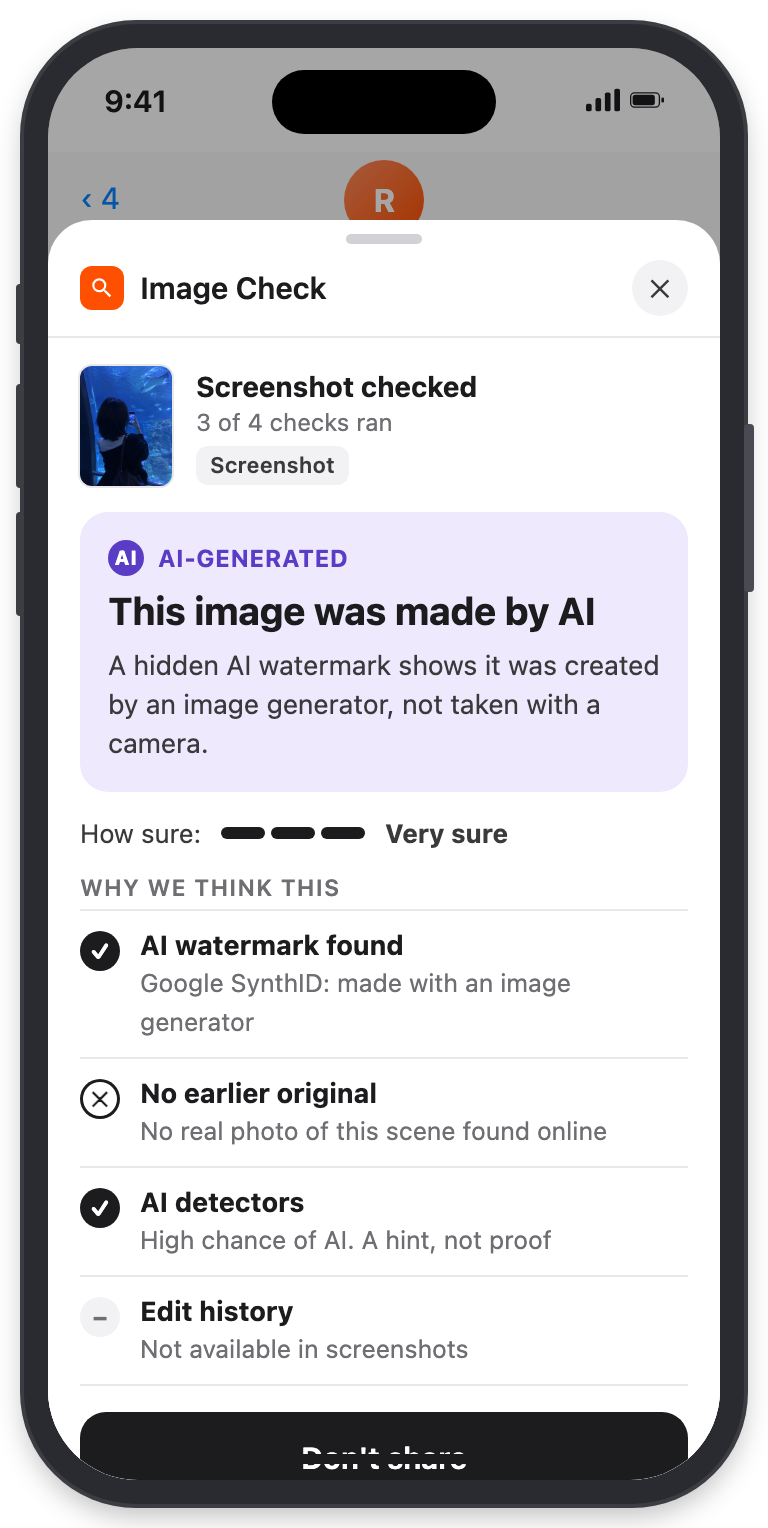 9:41
‹ 4
R
Image Check
Screenshot checked
3 of 4 checks ran
Screenshot
AI AI-GENERATED
This image was made by AI
A hidden AI watermark shows it was created
by an image generator, not taken with a
camera.
How sure: Very sure
WHY WE THINK THIS
AI watermark found
Google SynthID: made with an image
generator
No earlier original
No real photo of this scene found online
AI detectors
High chance of AI. A hint, not proof
Edit history
Not available in screenshots
Don't share